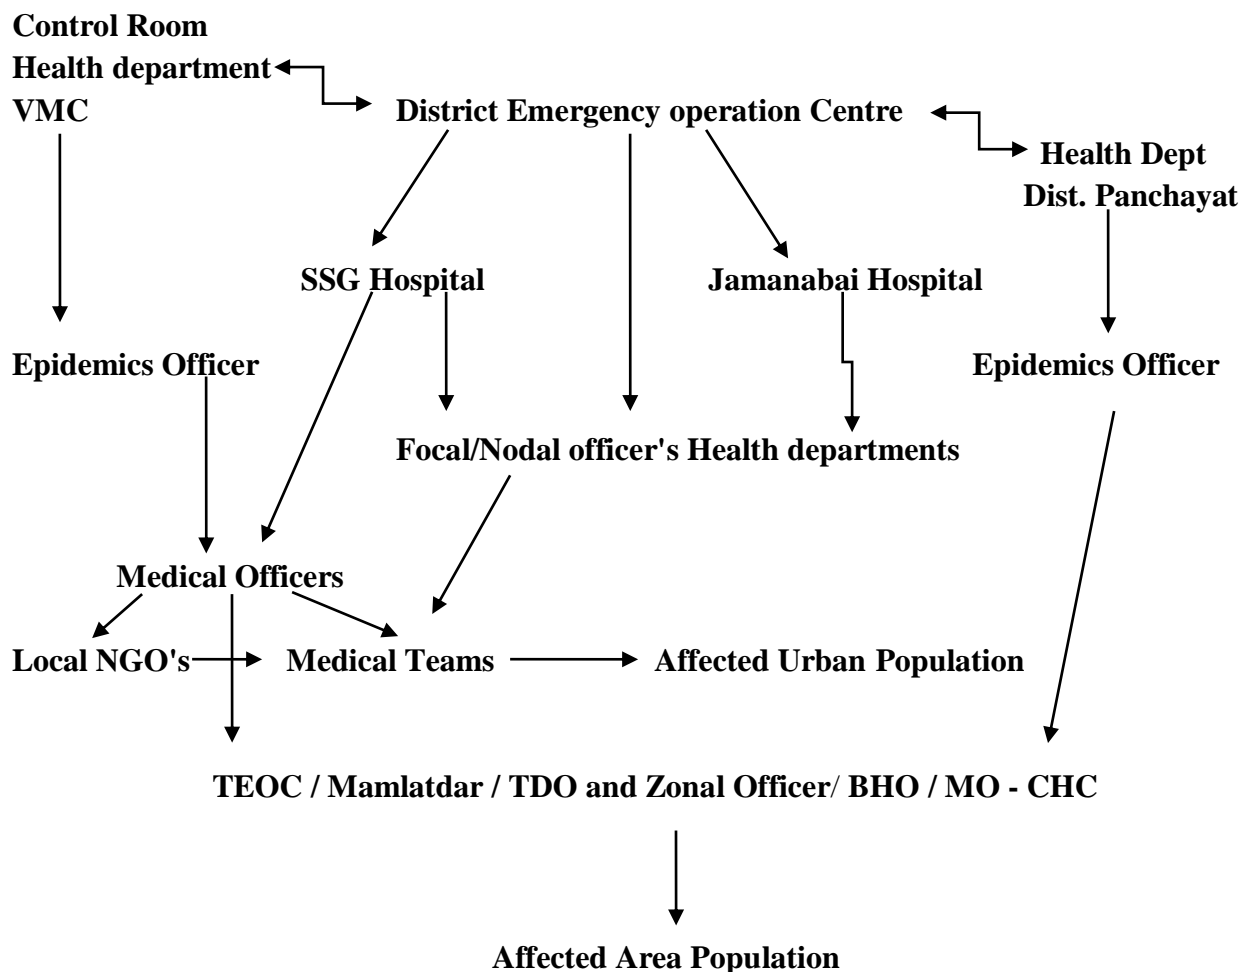 Control Room
Health department
VMC
District Emergency operation Centre
Health Dept
Dist. Panchayat
SSG Hospital
Jamanabai Hospital
Epidemics Officer
Epidemics Officer
Focal/Nodal officer's Health departments
Medical Officers
Local NGO's
Medical Teams
Affected Urban Population
TEOC / Mamlatdar / TDO and Zonal Officer/ BHO / MO - CHC
Affected Area Population